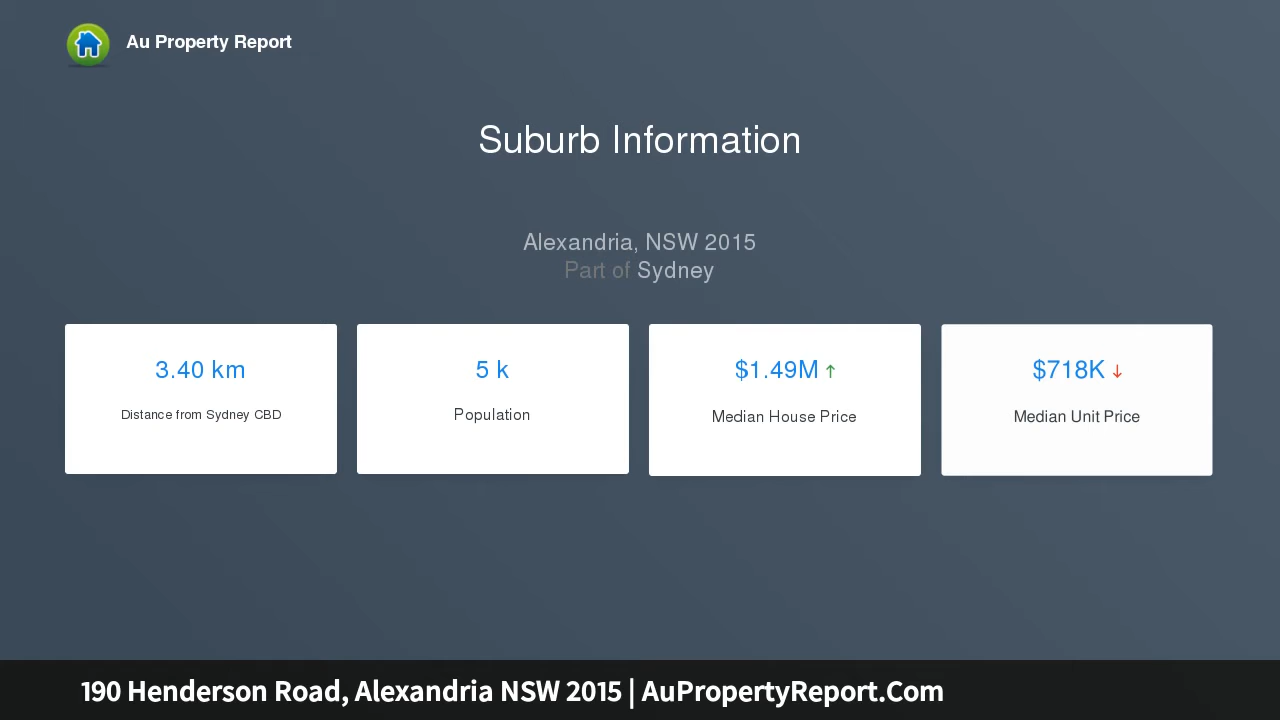 Au Property Report
Suburb Information
Alexandria, NSW 2015
Part of Sydney
3.40 km
Distance from Sydney CBD
5 k
Population
$1.49M ↑
Median House Price
$718K ↓
Median Unit Price
190 Henderson Road, Alexandria NSW 2015 | AuPropertyReport.Com